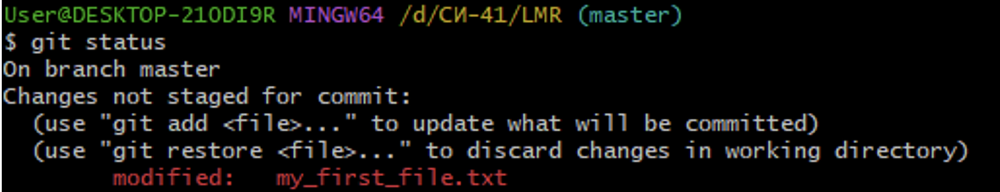 User@DESKTOP-21ODI9R MINGW64 /d/СИ-41/LMR (master)
$ git status
On branch master
Changes not staged for commit:
  (use "git add <file>..." to update what will be committed)
  (use "git restore <file>..." to discard changes in working directory)
        modified:   my_first_file.txt